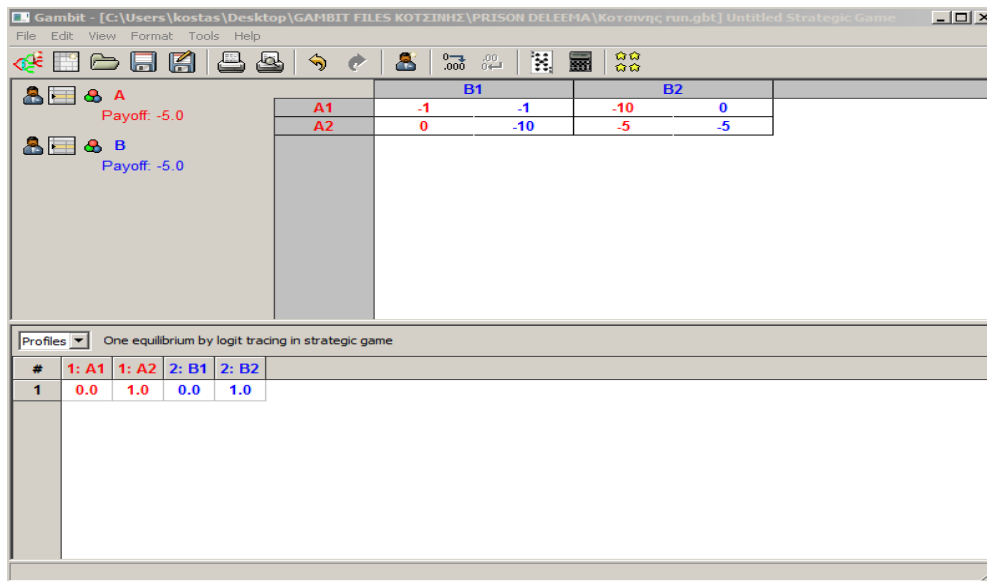 Gambit - [C:\Users\kostas\Desktop\GAMBIT FILES ΚΟΤΣΙΝΗΣ\PRISON DELEEMA\Κοτσινης run.gbt] Untitled Strategic Game
File Edit View Format Tools Help
B1 B2
A
Payoff: -5.0
A1 -1 -1 -10 0
A2 0 -10 -5 -5
B
Payoff: -5.0
Profiles One equilibrium by logit tracing in strategic game
# 1: A1 1: A2 2: B1 2: B2
1 0.0 1.0 0.0 1.0